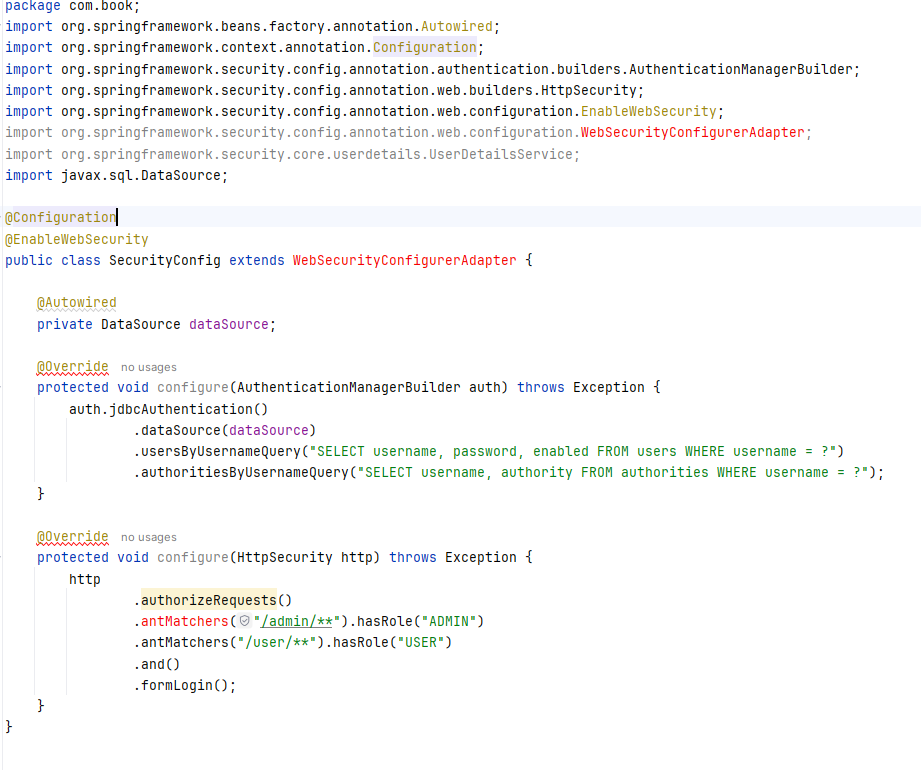 package com.book;
import org.springframework.beans.factory.annotation.Autowired;
import org.springframework.context.annotation.Configuration;
import org.springframework.security.config.annotation.authentication.builders.AuthenticationManagerBuilder;
import org.springframework.security.config.annotation.web.builders.HttpSecurity;
import org.springframework.security.config.annotation.web.configuration.EnableWebSecurity;
import org.springframework.security.config.annotation.web.configuration.WebSecurityConfigurerAdapter;
import org.springframework.security.core.userdetails.UserDetailsService;
import javax.sql.DataSource;

@Configuration
@EnableWebSecurity
public class SecurityConfig extends WebSecurityConfigurerAdapter {

    @Autowired
    private DataSource dataSource;

    @Override no usages
    protected void configure(AuthenticationManagerBuilder auth) throws Exception {
        auth.jdbcAuthentication()
                .dataSource(dataSource)
                .usersByUsernameQuery("SELECT username, password, enabled FROM users WHERE username = ?")
                .authoritiesByUsernameQuery("SELECT username, authority FROM authorities WHERE username = ?");
    }

    @Override no usages
    protected void configure(HttpSecurity http) throws Exception {
        http
                .authorizeRequests()
                .antMatchers("/admin/**").hasRole("ADMIN")
                .antMatchers("/user/**").hasRole("USER")
                .and()
                .formLogin();
    }
}